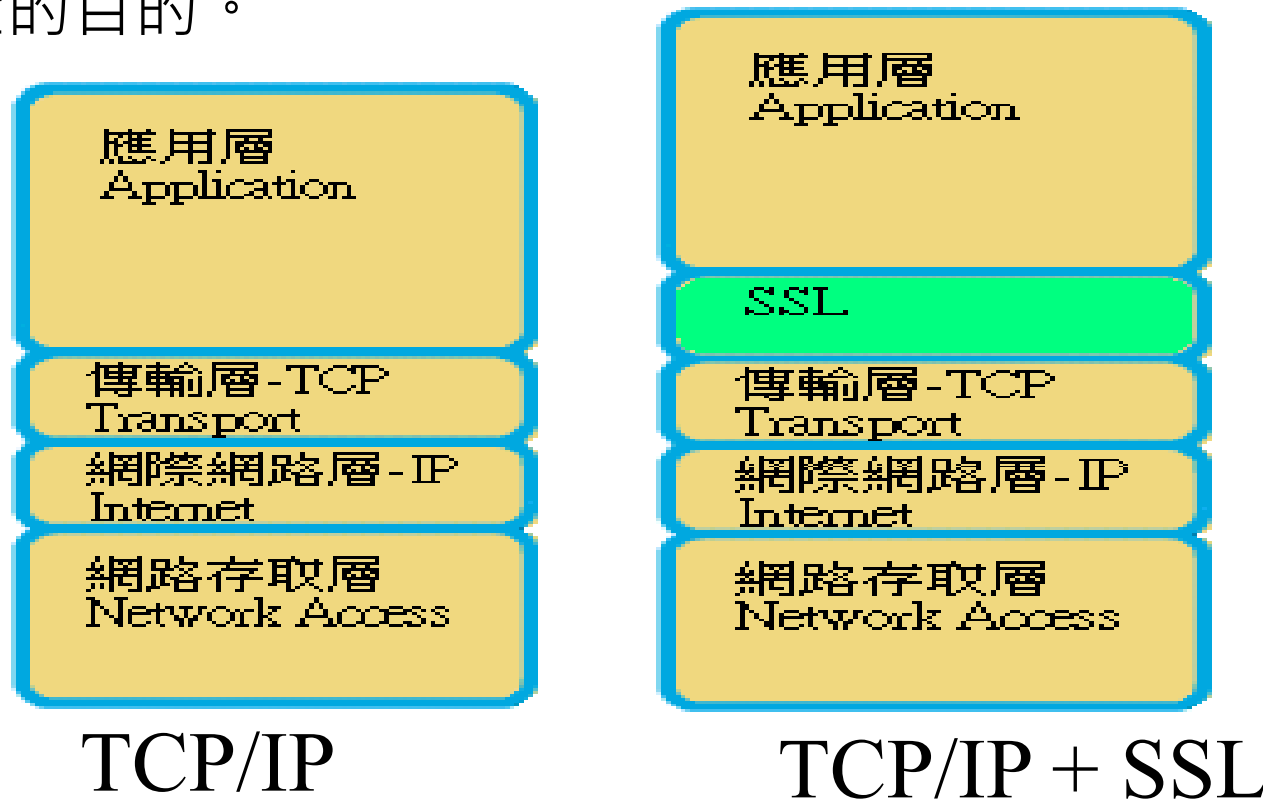 的目的。
應用層
Application
傳輸層-TCP
Transport
網際網路層-IP
Internet
網路存取層
Network Access
TCP/IP
應用層
Application
SSL
傳輸層-TCP
Transport
網際網路層-IP
Internet
網路存取層
Network Access
TCP/IP + SSL